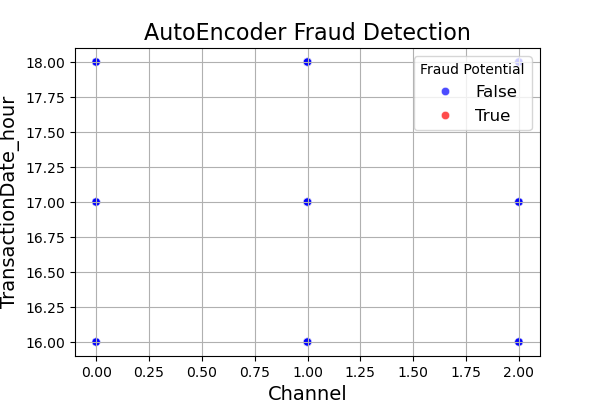 AutoEncoder Fraud Detection
TransactionDate_hour
18.00
17.75
17.50
17.25
17.00
16.75
16.50
16.25
16.00
Fraud Potential
False
True
0.00 0.25 0.50 0.75 1.00 1.25 1.50 1.75 2.00
Channel